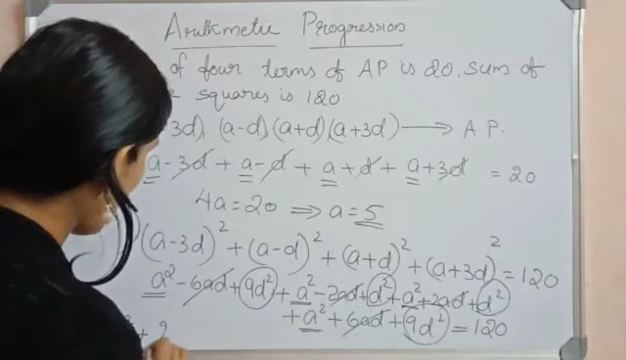 Arithmetic Progression
of four terms of AP is 20. sum of
squares is 120
3d), (a-d)(a+d)(a+3d) → AP.
a - 3d + a - d + a + d + a + 3d = 20
4a = 20 ⇒ a = 5
(a-3d)² + (a-d)² + (a+d)² + (a+3d)² = 120
a² - 6ad + 9d² + a² - 2ad + d² + a² + 2ad + d²
+ a² + 6ad + 9d² = 120